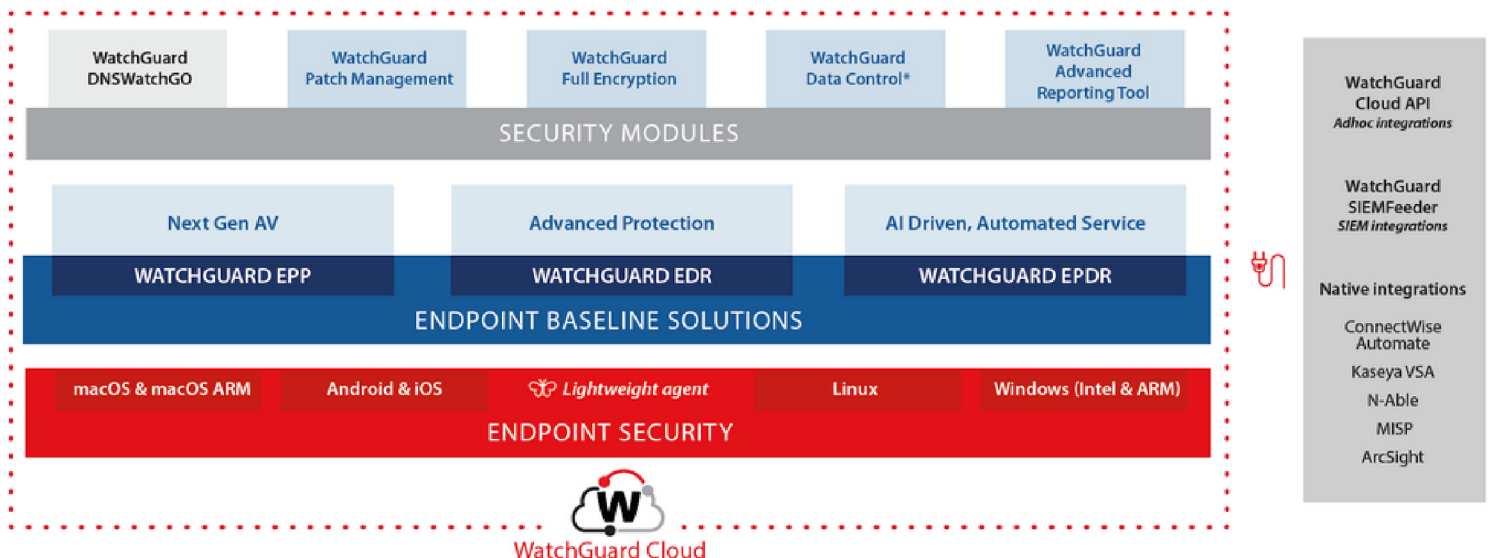 WatchGuard
DNSWatchGO
WatchGuard
Patch Management
WatchGuard
Full Encryption
WatchGuard
Data Control*
WatchGuard
Advanced
Reporting Tool
SECURITY MODULES
Next Gen AV
Advanced Protection
AI Driven, Automated Service
WATCHGUARD EPP
WATCHGUARD EDR
WATCHGUARD EPDR
ENDPOINT BASELINE SOLUTIONS
macOS & macOS ARM
Android & iOS
Lightweight agent
Linux
Windows (Intel & ARM)
ENDPOINT SECURITY
W
WatchGuard Cloud
WatchGuard
Cloud API
Adhoc integrations
WatchGuard
SIEMFeeder
SIEM integrations
Native integrations
ConnectWise
Automate
Kaseya VSA
N-Able
MISP
ArcSight